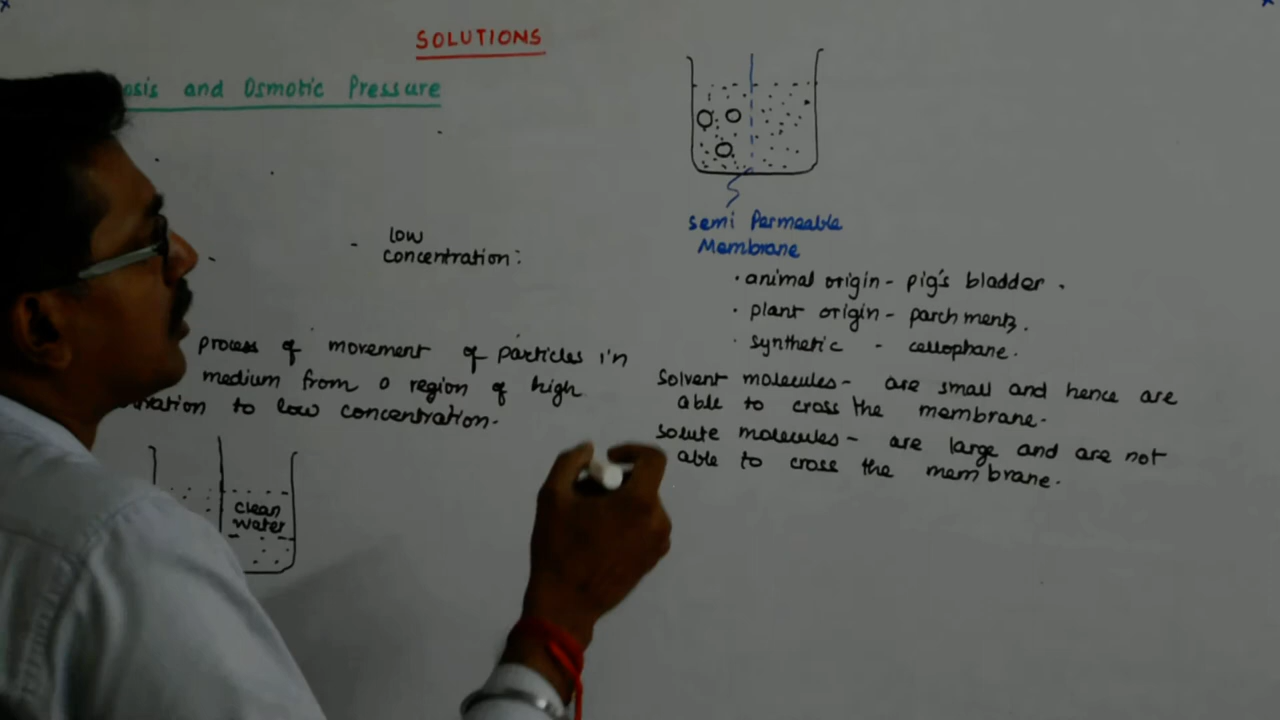 SOLUTIONS
and Osmotic Pressure
low
concentration:
process of movement of particles in
medium from a region of high
to low concentration.
clean
water
Semi Permeable
Membrane
• animal origin - pig's bladder.
• plant origin - parchment.
• synthetic - cellophane.
Solvent molecules - are small and hence are
able to cross the membrane.
Solute molecules - are large and are not
able to cross the membrane.